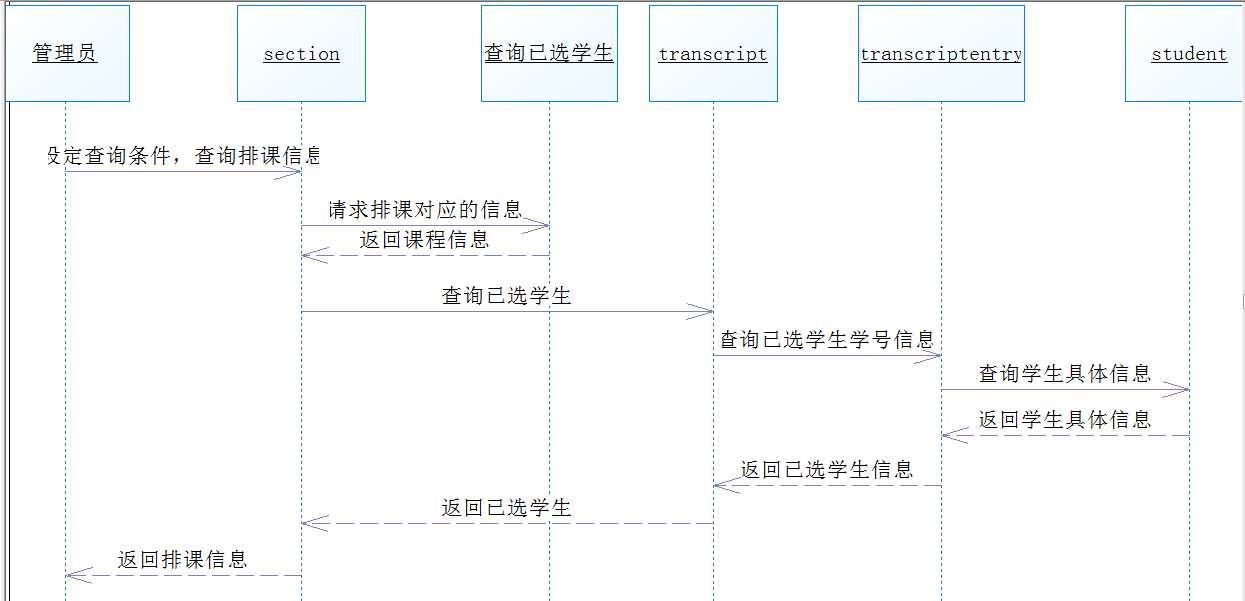 管理员
section
查询已选学生
transcript
transcriptentry
student
设定查询条件，查询排课信息
请求排课对应的信息
返回课程信息
查询已选学生
查询已选学生学号信息
查询学生具体信息
返回学生具体信息
返回已选学生信息
返回已选学生
返回排课信息